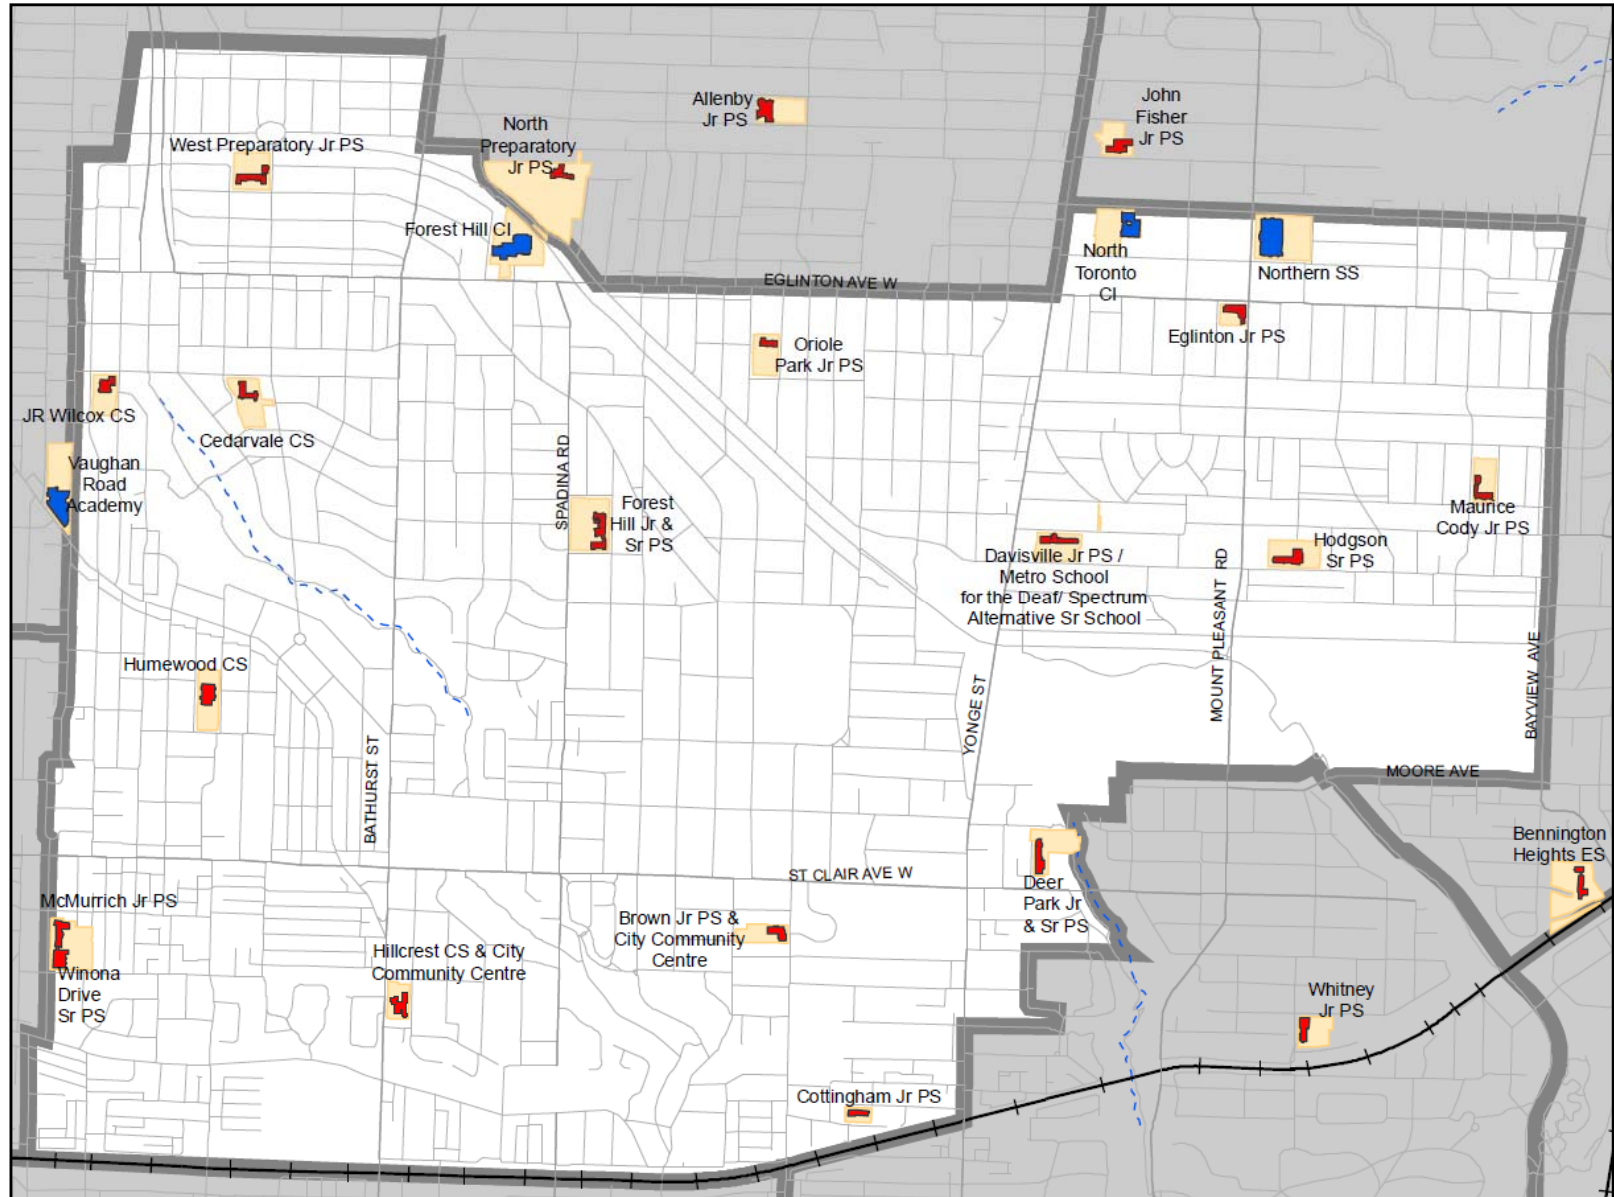 Allenby
Jr PS
John
Fisher
Jr PS
North
Preparatory
Jr PS
West Preparatory Jr PS
Forest Hill CI
North
Toronto
CI
Northern SS
EGLINTON AVE W
Eglinton Jr PS
Oriole
Park Jr PS
JR Wilcox CS
Cedarvale CS
Vaughan
Road
Academy
SPADINA RD
Forest
Hill Jr &
Sr PS
Maurice
Cody Jr PS
Hodgson
Sr PS
Davisville Jr PS /
Metro School
for the Deaf/ Spectrum
Alternative Sr School
MOUNT PLEASANT RD
BAYVIEW AVE
Humewood CS
YONGE ST
BATHURST ST
MOORE AVE
Bennington
Heights ES
ST CLAIR AVE W
Deer
Park Jr
& Sr PS
McMurrich Jr PS
Winona
Drive
Sr PS
Hillcrest CS & City
Community Centre
Brown Jr PS &
City Community
Centre
Whitney
Jr PS
Cottingham Jr PS